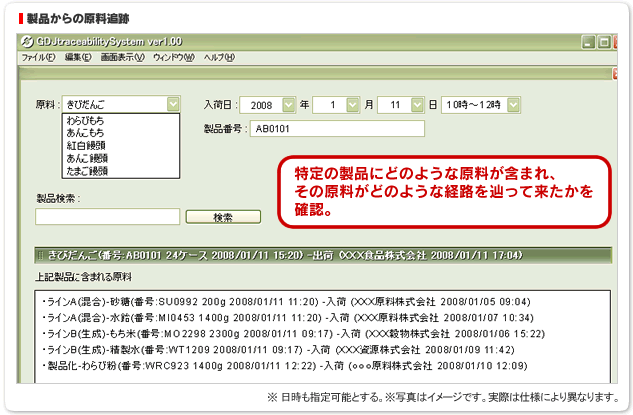 製品からの原料追跡
GDJtraceabilitySystem ver1.00
ファイル(F) 編集(E) 画面表示(V) ウィンドウ(W) ヘルプ(H)
原料： きびだんご 入荷日： 2008 年 1 月 11 日 10時～12時
わらびもち
あんこもち
紅白饅頭
あんこ饅頭
たまご饅頭
製品番号： AB0101
特定の製品にどのような原料が含まれ、
その原料がどのような経路を辿って来たかを
確認。
製品検索：
検索
きびだんご(番号:AB0101 24ケース 2008/01/11 15:20) -出荷 (XXX食品株式会社 2008/01/11 17:04)
上記製品に含まれる原料
・ラインA(混合)-砂糖(番号:SU0992 200g 2008/01/11 11:20) -入荷 (XXX原料株式会社 2008/01/05 09:04)
・ラインA(混合)-水飴(番号:MI0453 1400g 2008/01/11 11:20) -入荷 (XXX原料株式会社 2008/01/07 10:34)
・ラインB(生成)-もち米(番号:MO2298 2300g 2008/01/11 09:17) -入荷 (XXX穀物株式会社 2008/01/06 15:22)
・ラインB(生成)-精製水(番号:WT1209 2008/01/11 09:17) -入荷 (XXX資源株式会社 2008/01/09 11:42)
・製品化-わらび粉(番号:WRC923 1400g 2008/01/11 12:22) -入荷 (○○○原料株式会社 2008/01/10 12:09)
※ 日時も指定可能とする。※写真はイメージです。実際は仕様により異なります。